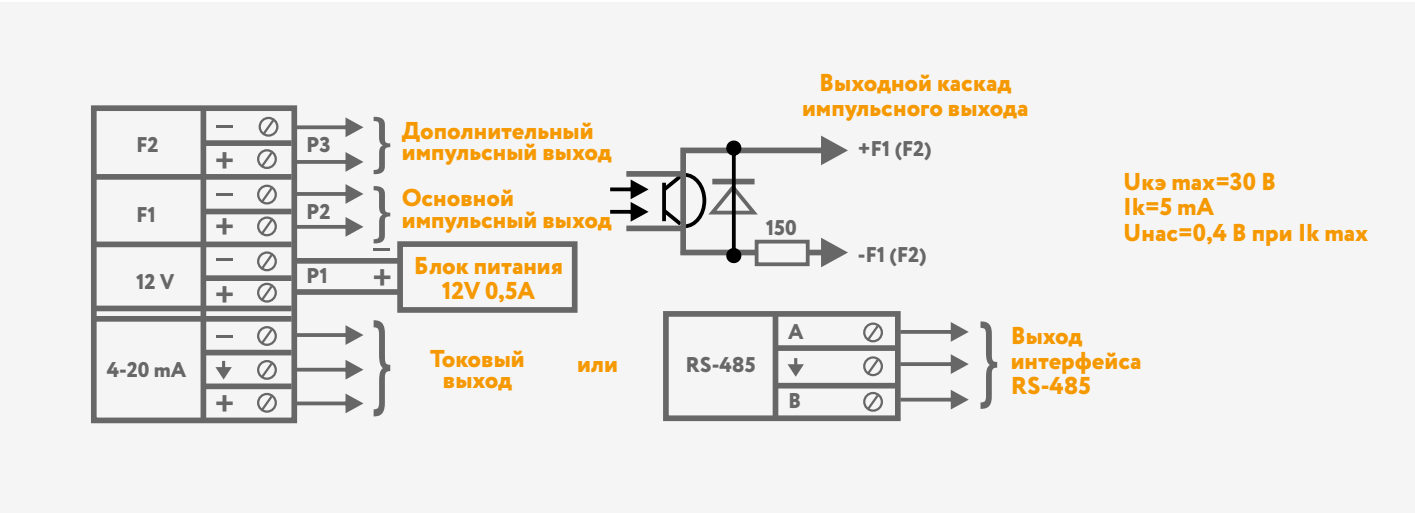 Выходной каскад
импульсного выхода
F2
−
+
P3
Дополнительный
импульсный выход
+F1 (F2)
-F1 (F2)
150
Uкэ max=30 В
Ik=5 mA
Uнас=0,4 В при Ik max
F1
−
+
P2
Основной
импульсный выход
12 V
−
+
P1
−
+
Блок питания
12V 0,5A
4-20 mA
−
+
Токовый
выход
или
RS-485
A
B
Выход
интерфейса
RS-485